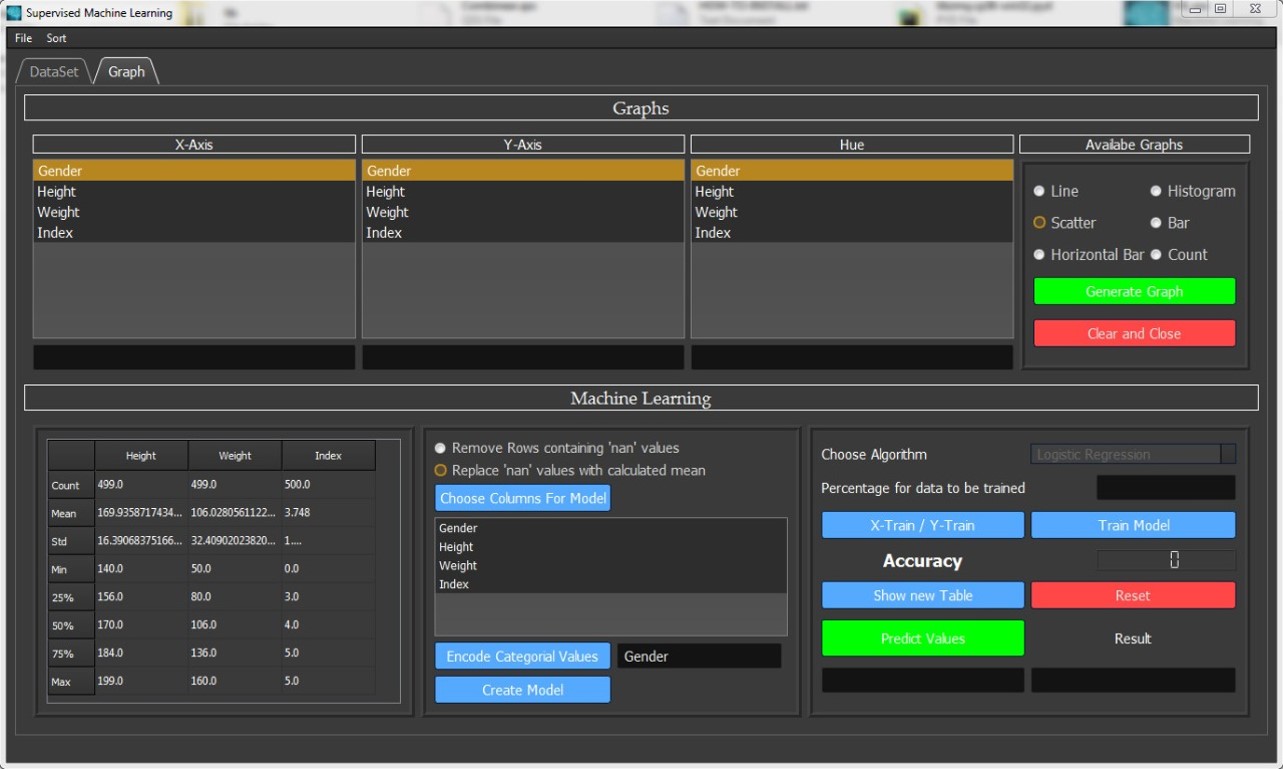 Supervised Machine Learning
File Sort
DataSet Graph
Graphs
X-Axis Y-Axis Hue Availabe Graphs
Gender Gender Gender
Height Height Height Line Histogram
Weight Weight Weight Scatter Bar
Index Index Index Horizontal Bar Count
Generate Graph
Clear and Close
Machine Learning
Height Weight Index
Count 499.0 499.0 500.0
Mean 169.9358717434... 106.0280561122... 3.748
Std 16.39068375166... 32.40902023820... 1....
Min 140.0 50.0 0.0
25% 156.0 80.0 3.0
50% 170.0 106.0 4.0
75% 184.0 136.0 5.0
Max 199.0 160.0 5.0
Remove Rows containing 'nan' values
Replace 'nan' values with calculated mean
Choose Columns For Model
Gender
Height
Weight
Index
Encode Categorial Values Gender
Create Model
Choose Algorithm Logistic Regression
Percentage for data to be trained
X-Train / Y-Train Train Model
Accuracy 0
Show new Table Reset
Predict Values Result